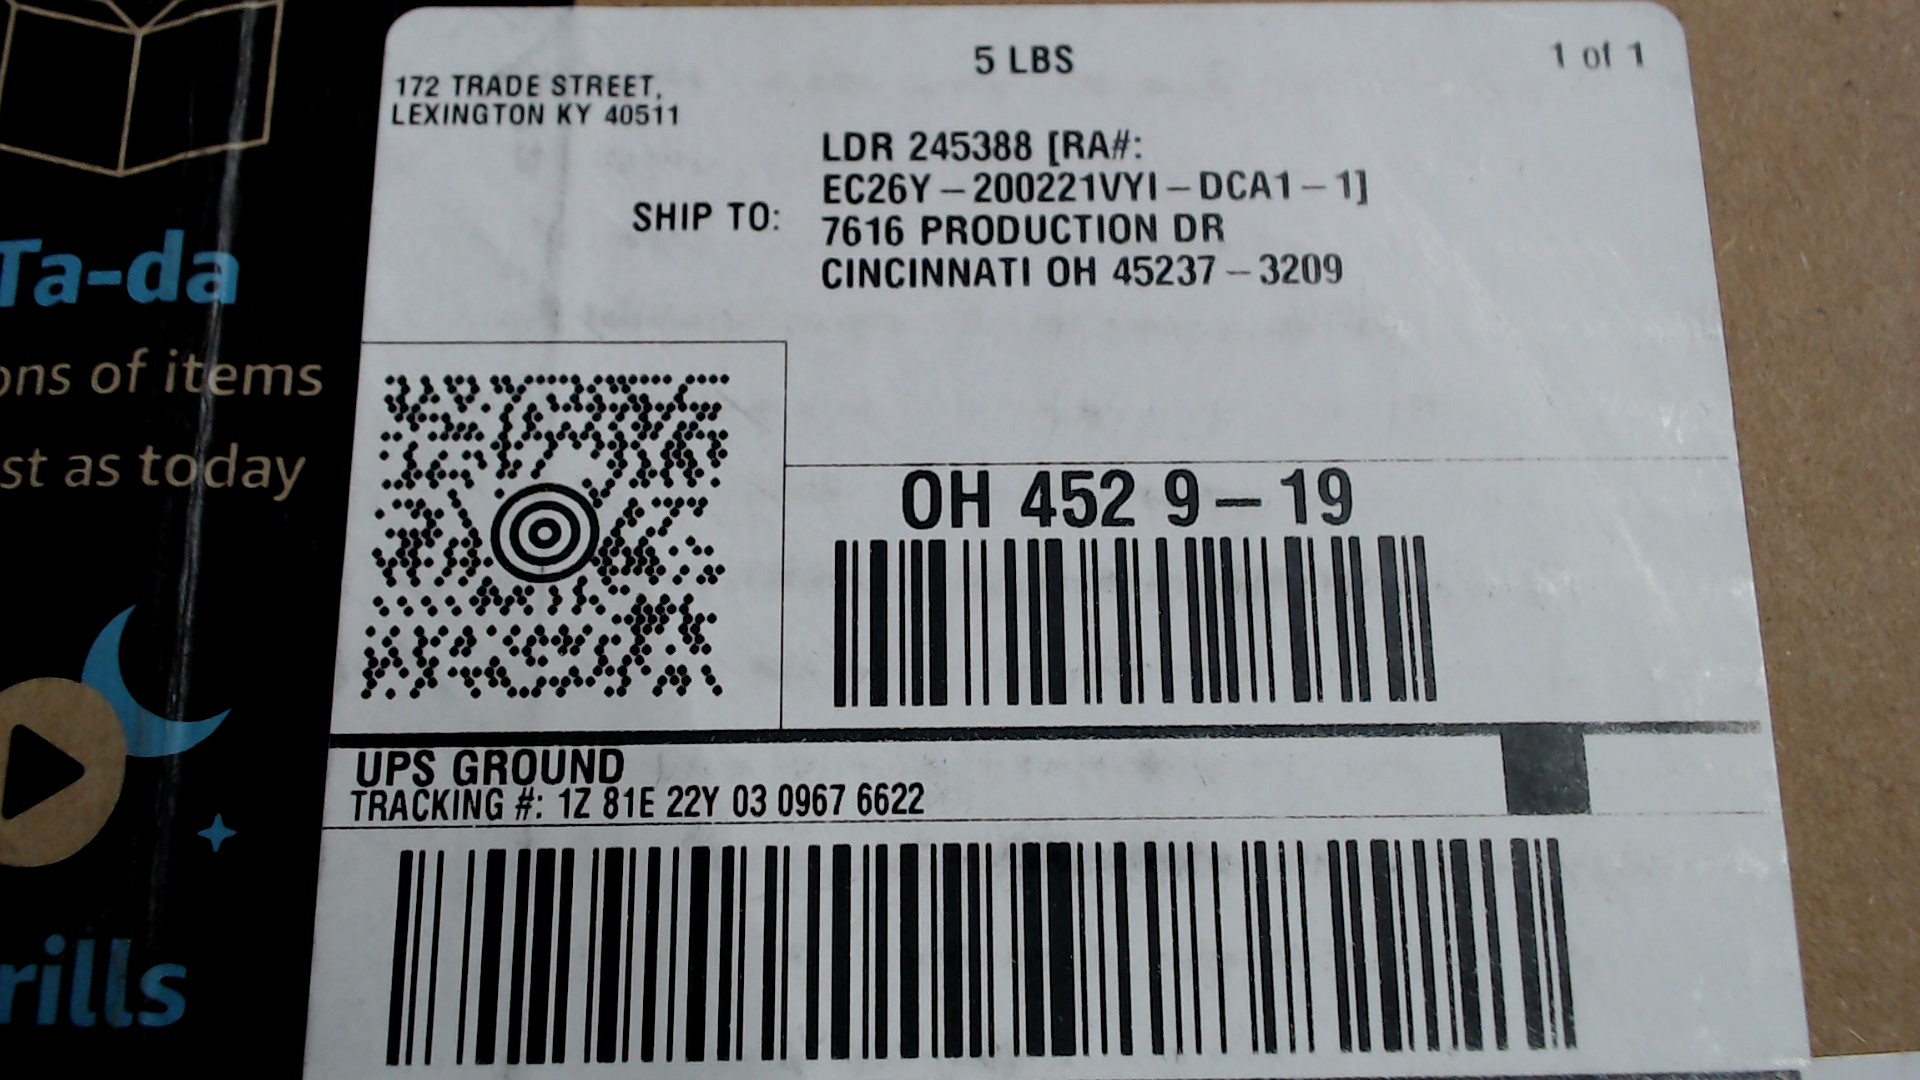 5 LBS
1 of 1
172 TRADE STREET,
LEXINGTON KY 40511
SHIP TO:
LDR 245388 [RA#:
EC26Y-200221VYI-DCA1-1]
7616 PRODUCTION DR
CINCINNATI OH 45237-3209
OH 452 9-19
UPS GROUND
TRACKING #: 1Z 81E 22Y 03 0967 6622
Ta-da
ons of items
st as today
rills